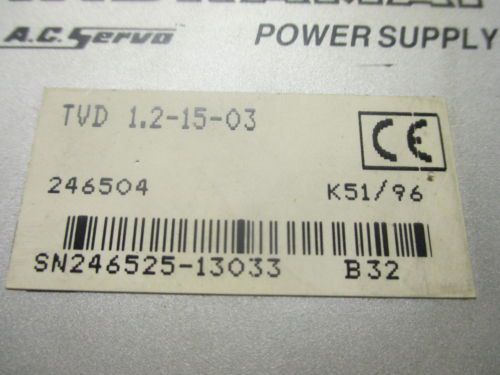 A.C. Servo POWER SUPPLY
TVD 1.2-15-03
CE
246504 K51/96
SN246525-13033 B32